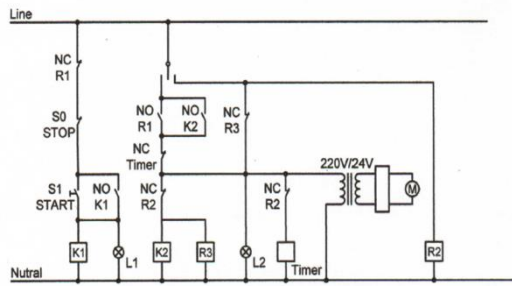 Line
NC
R1
S0
STOP
NO
R1
NO
K2
NC
R3
NC
Timer
220V/24V
S1
START
NO
K1
NC
R2
NC
R2
M
K1
L1
K2
R3
L2
Timer
R2
Nutral